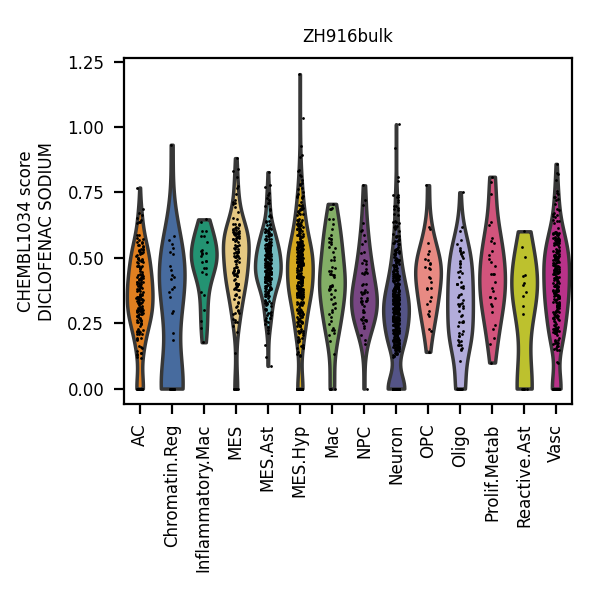 ZH916bulk
CHEMBL1034 score
DICLOFENAC SODIUM
1.25
1.00
0.75
0.50
0.25
0.00
AC
Chromatin.Reg
Inflammatory.Mac
MES
MES.Ast
MES.Hyp
Mac
NPC
Neuron
OPC
Oligo
Prolif.Metab
Reactive.Ast
Vasc